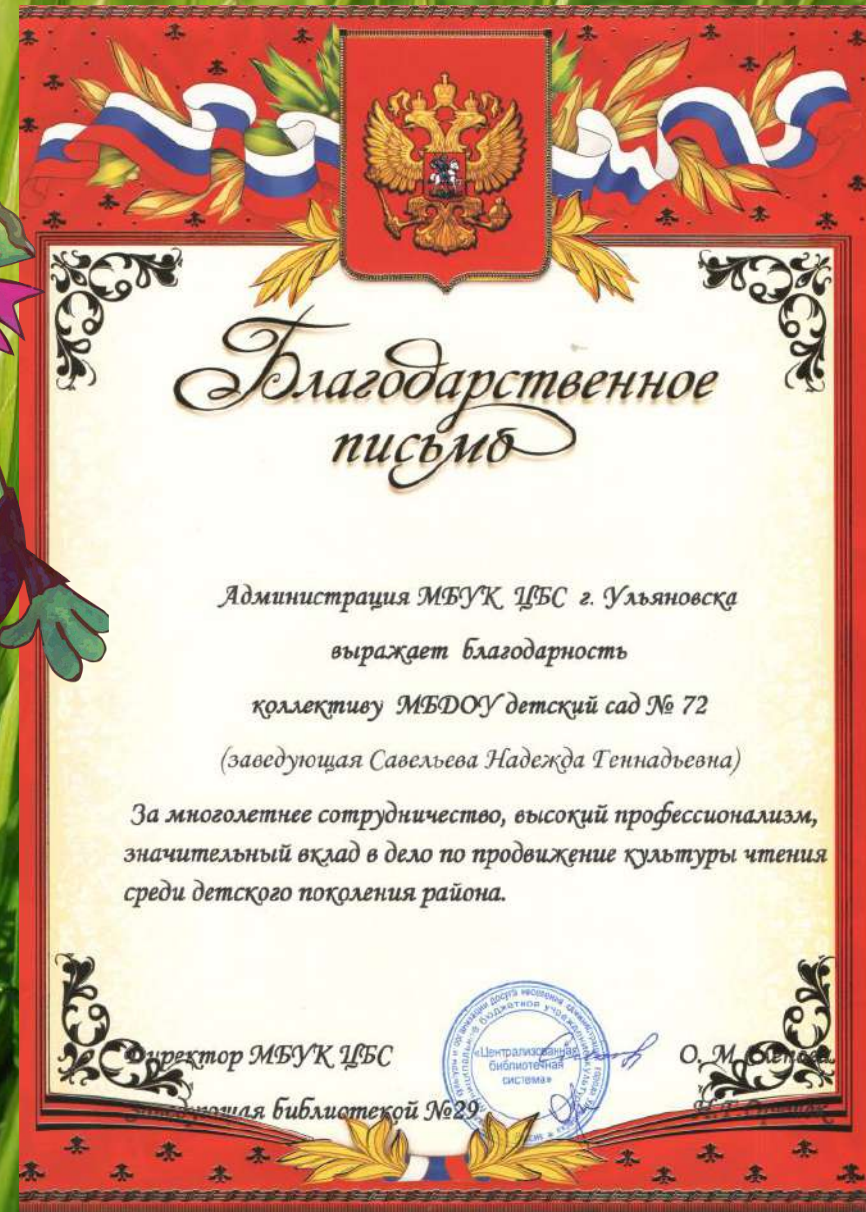 Благодарственное
письмо
Администрация МБУК ЦБС г. Ульяновска
выражает благодарность
коллективу МБДОУ детский сад № 72
(заведующая Савельева Надежда Геннадьевна)
За многолетнее сотрудничество, высокий профессионализм,
значительный вклад в дело по продвижение культуры чтения
среди детского поколения района.
Директор МБУК ЦБС
О. М.
«Централизованная
библиотечная
система»
Заведующая библиотекой №29